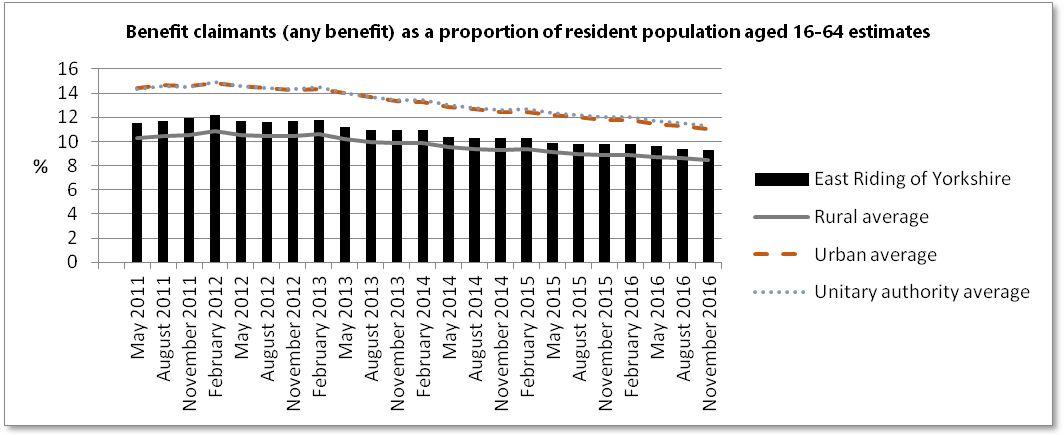 Benefit claimants (any benefit) as a proportion of resident population aged 16-64 estimates
16
14
12
10
8
6
4
2
0
%
May 2011
August 2011
November 2011
February 2012
May 2012
August 2012
November 2012
February 2013
May 2013
August 2013
November 2013
February 2014
May 2014
August 2014
November 2014
February 2015
May 2015
August 2015
November 2015
February 2016
May 2016
August 2016
November 2016
East Riding of Yorkshire
Rural average
Urban average
Unitary authority average